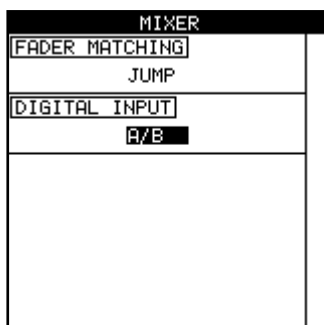 MIXER
FADER MATCHING
JUMP
DIGITAL INPUT
A/B